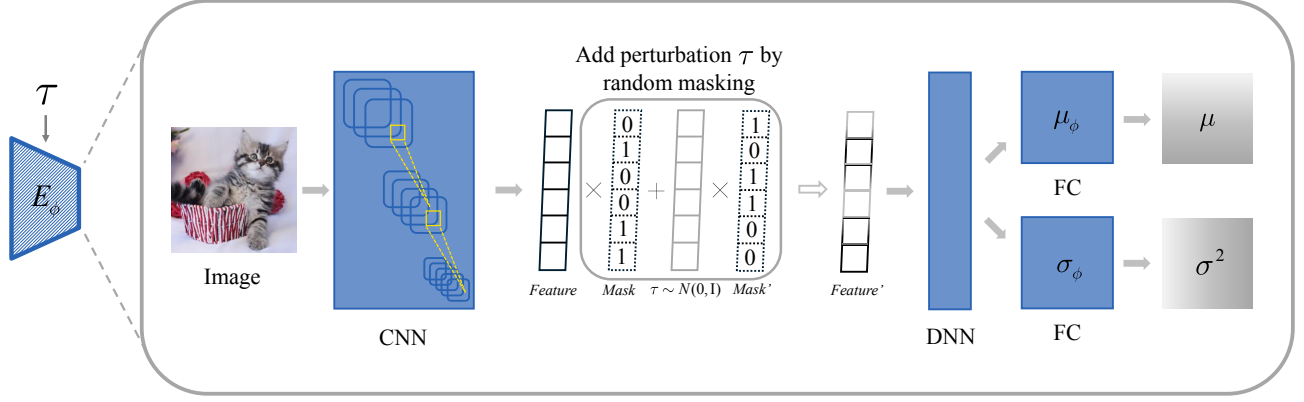 Add perturbation τ by
random masking
τ
E_ϕ
Image
CNN
Feature
×
0
1
0
0
1
1
Mask
+
τ ∼ N(0,I)
×
1
0
1
1
0
0
Mask'
Feature'
DNN
μ_ϕ
FC
μ
σ_ϕ
FC
σ²